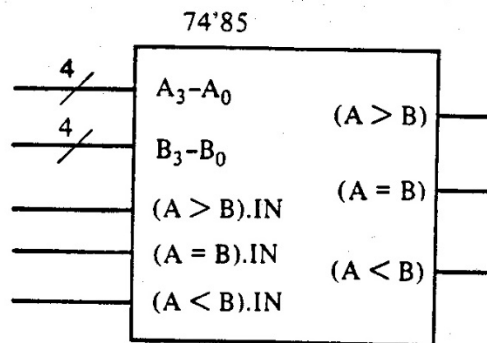 74'85
4
A₃–A₀
4
B₃–B₀
(A > B).IN
(A = B).IN
(A < B).IN
(A > B)
(A = B)
(A < B)